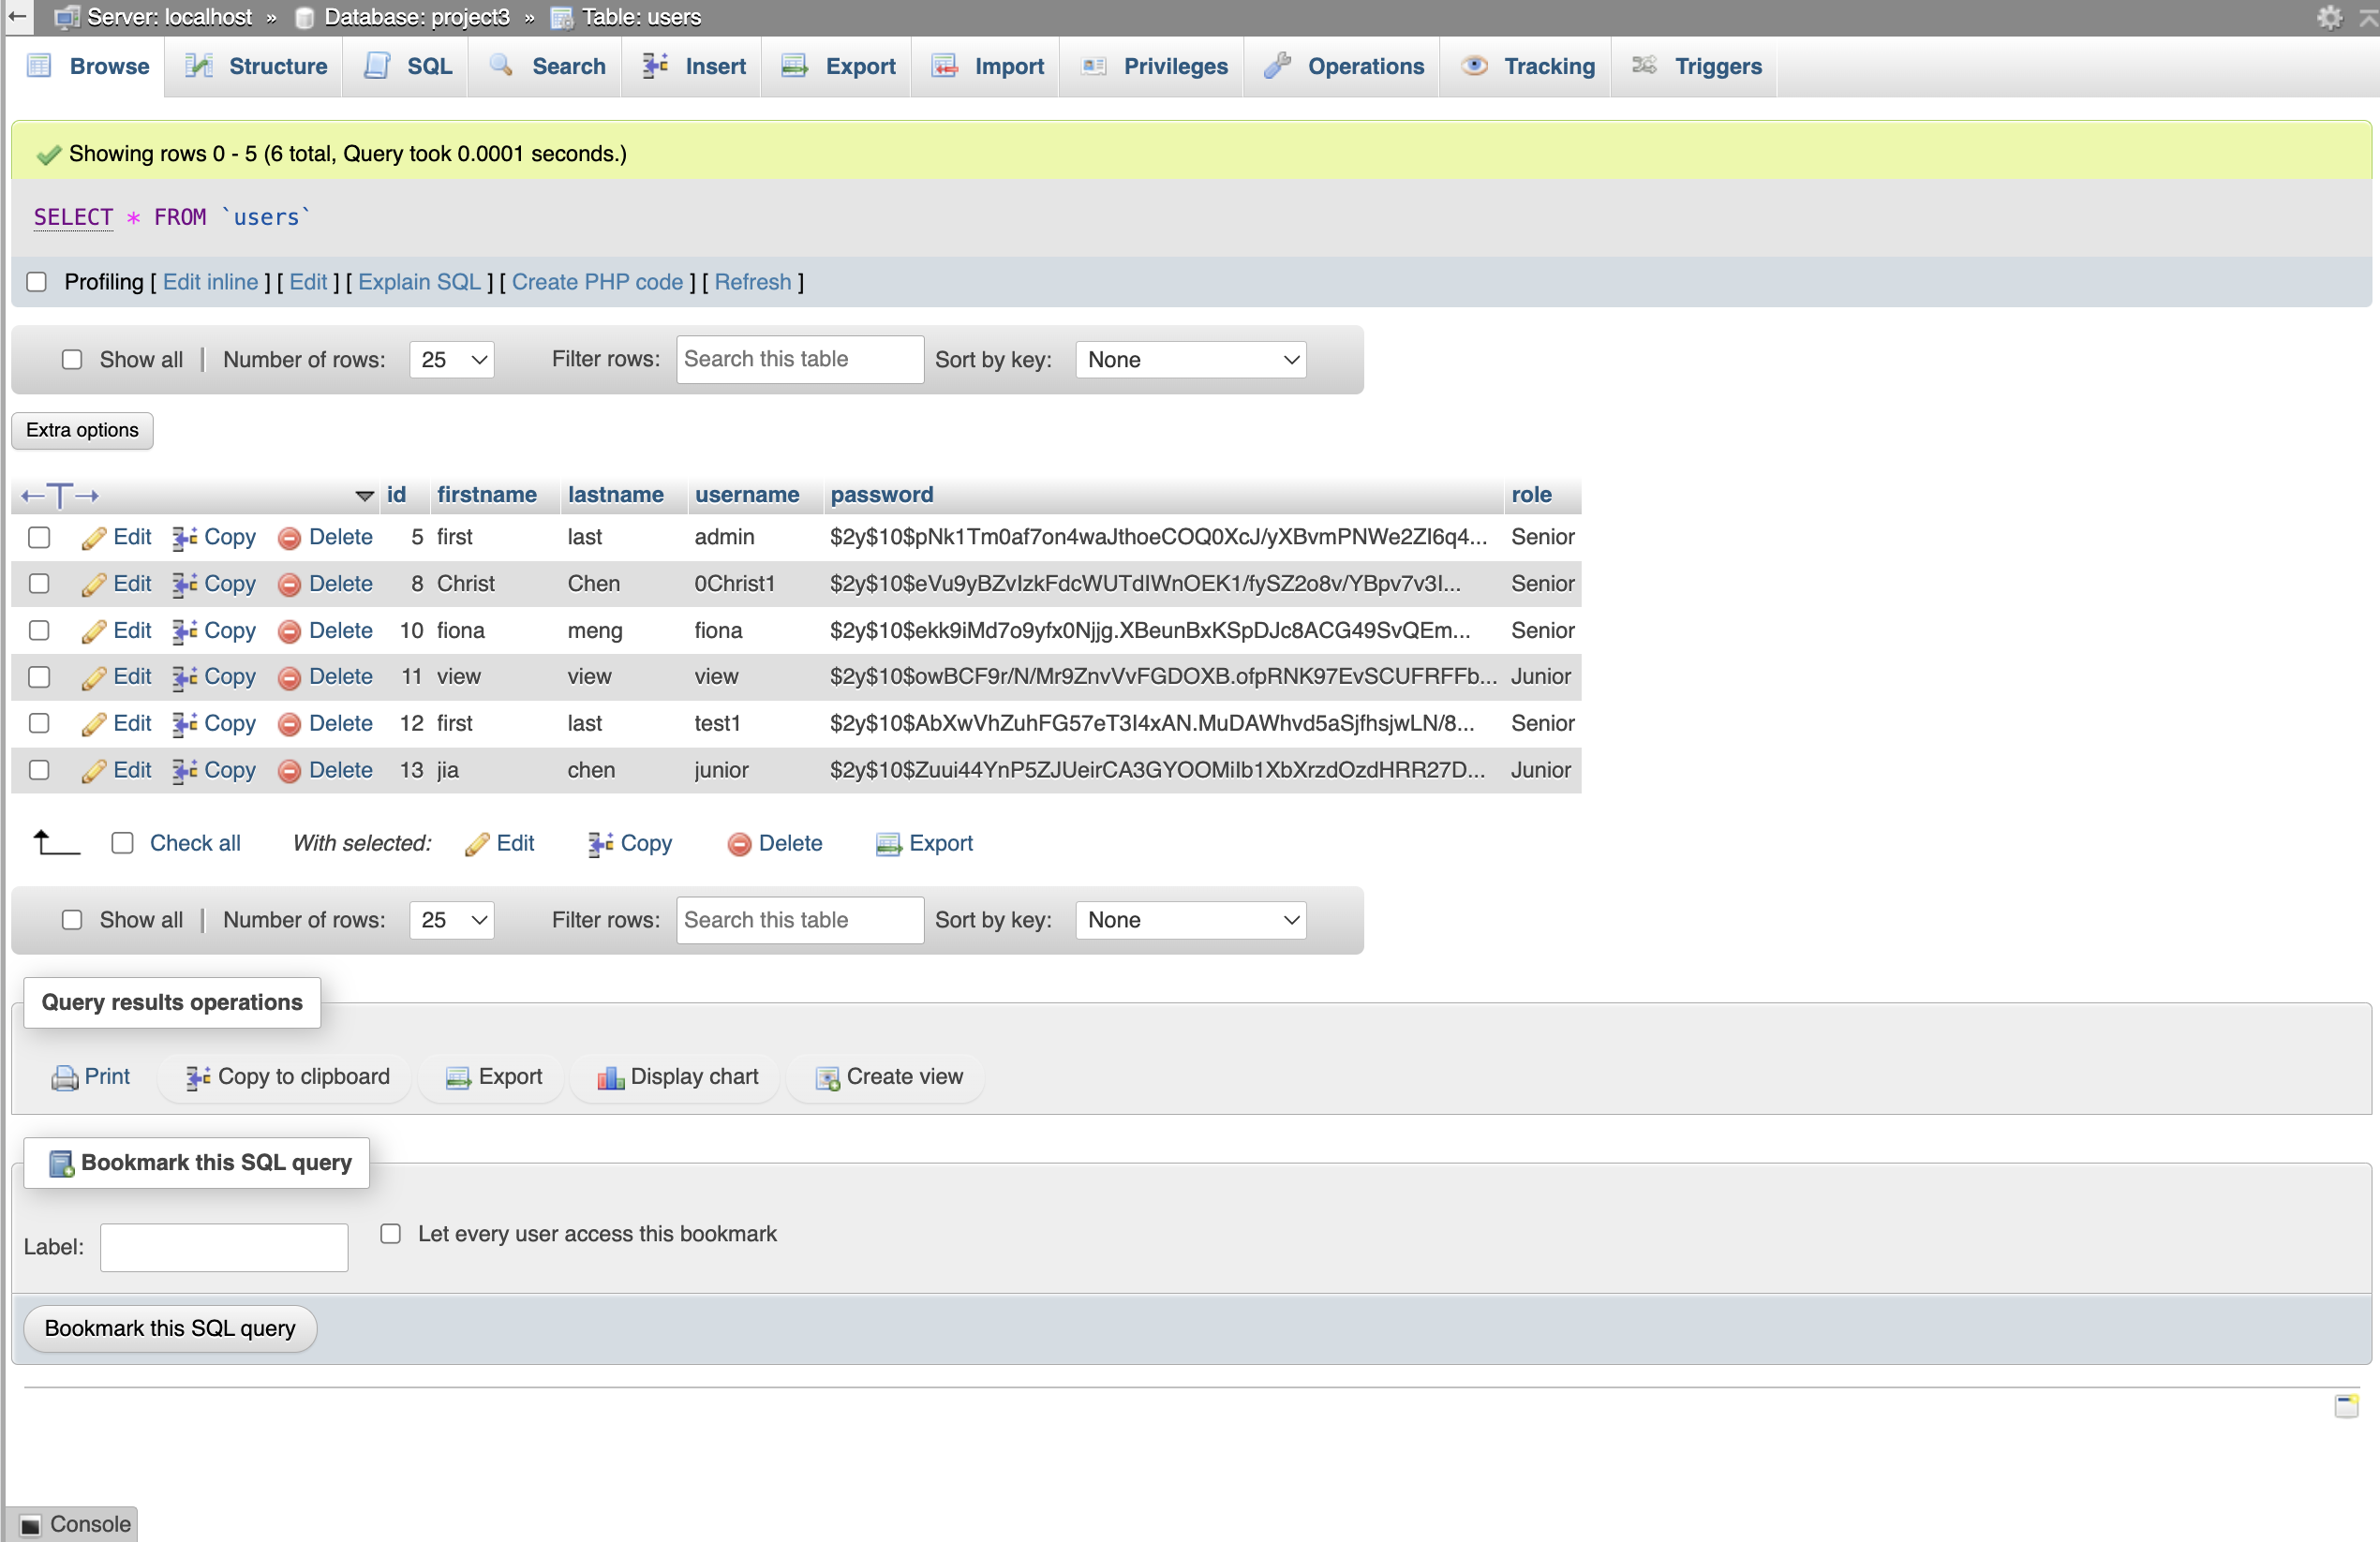 Server: localhost » Database: project3 » Table: users
Browse Structure SQL Search Insert Export Import Privileges Operations Tracking Triggers
Showing rows 0 - 5 (6 total, Query took 0.0001 seconds.)
SELECT * FROM `users`
Profiling [ Edit inline ] [ Edit ] [ Explain SQL ] [ Create PHP code ] [ Refresh ]
Show all | Number of rows: 25 Filter rows: Search this table Sort by key: None
Extra options
←T→ id firstname lastname username password role
Edit Copy Delete 5 first last admin $2y$10$pNk1Tm0af7on4waJthoeCOQ0XcJ/yXBvmPNWe2ZI6q4... Senior
Edit Copy Delete 8 Christ Chen 0Christ1 $2y$10$eVu9yBZvIzkFdcWUTdIWnOEK1/fySZ2o8v/YBpv7v3I... Senior
Edit Copy Delete 10 fiona meng fiona $2y$10$ekk9iMd7o9yfx0Njjg.XBeunBxKSpDJc8ACG49SvQEm... Senior
Edit Copy Delete 11 view view view $2y$10$owBCF9r/N/Mr9ZnvVvFGDOXB.ofpRNK97EvSCUFRFFb... Junior
Edit Copy Delete 12 first last test1 $2y$10$AbXwVhZuhFG57eT3I4xAN.MuDAWhvd5aSjfhsjwLN/8... Senior
Edit Copy Delete 13 jia chen junior $2y$10$Zuui44YnP5ZJUeirCA3GYOOMilb1XbXrzdOzdHRR27D... Junior
Check all With selected: Edit Copy Delete Export
Show all | Number of rows: 25 Filter rows: Search this table Sort by key: None
Query results operations
Print Copy to clipboard Export Display chart Create view
Bookmark this SQL query
Label: Let every user access this bookmark
Bookmark this SQL query
Console